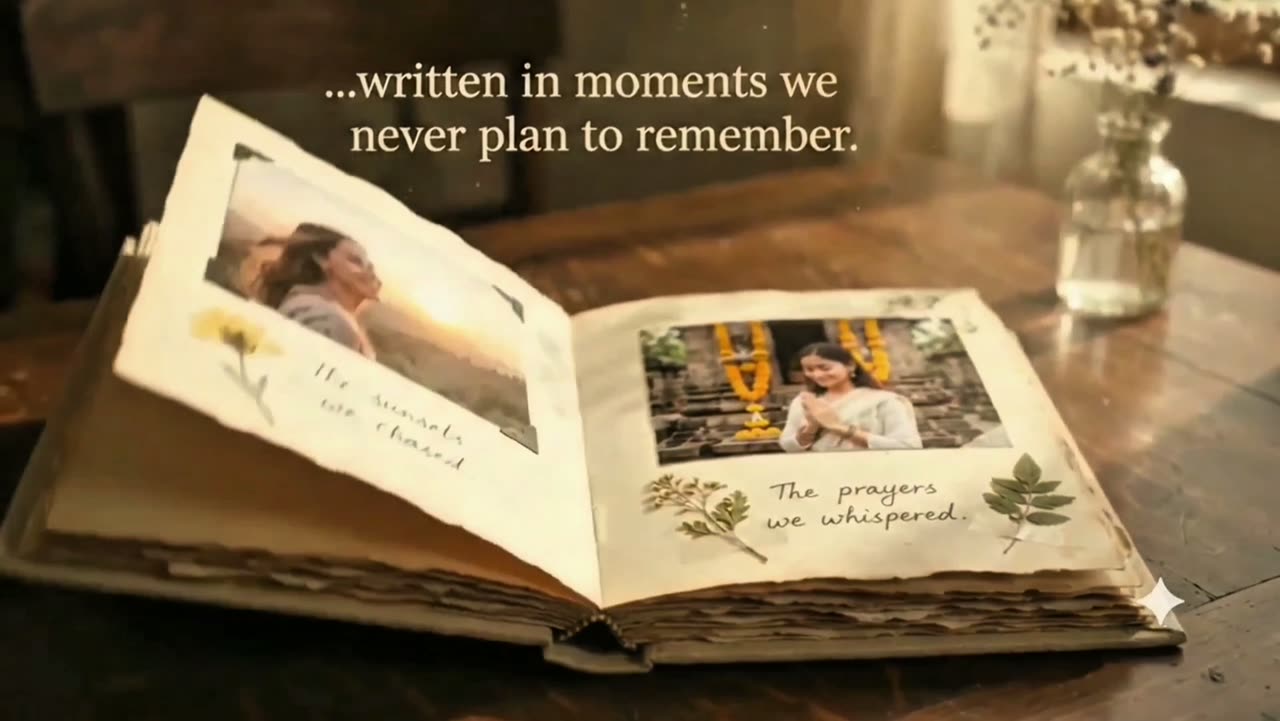 ...written in moments we
never plan to remember.
The sunsets
we chased
The prayers
we whispered.